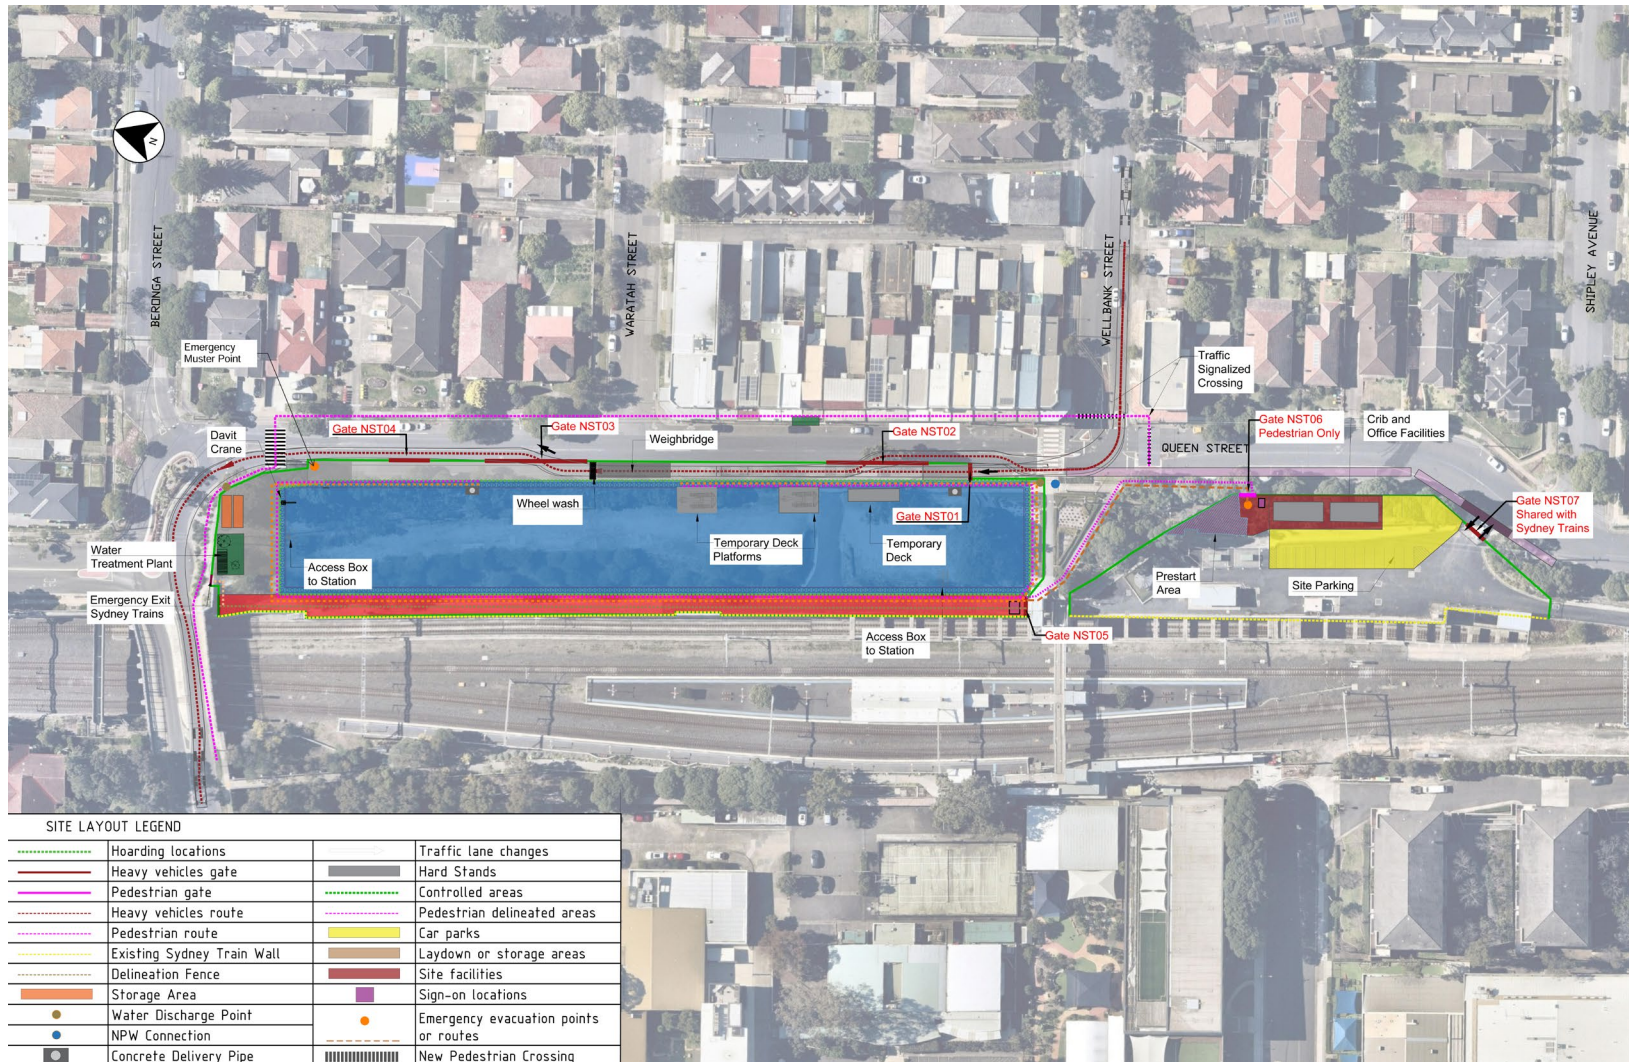 N
BERONGA STREET
WARATAH STREET
WELLBANK STREET
SHIPLEY AVENUE
Emergency
Muster Point
Traffic
Signalized
Crossing
Davit
Crane
Gate NST04
Gate NST03
Weighbridge
Gate NST02
QUEEN STREET
Gate NST06
Pedestrian Only
Crib and
Office Facilities
Wheel wash
Gate NST01
Gate NST07
Shared with
Sydney Trains
Water
Treatment Plant
Access Box
to Station
Temporary Deck
Platforms
Temporary
Deck
Prestart
Area
Site Parking
Emergency Exit
Sydney Trains
Access Box
to Station
Gate NST05
SITE LAYOUT LEGEND
Hoarding locations
Traffic lane changes
Heavy vehicles gate
Hard Stands
Pedestrian gate
Controlled areas
Heavy vehicles route
Pedestrian delineated areas
Pedestrian route
Car parks
Existing Sydney Train Wall
Laydown or storage areas
Delineation Fence
Site facilities
Storage Area
Sign-on locations
Water Discharge Point
Emergency evacuation points
or routes
NPW Connection
Concrete Delivery Pipe
New Pedestrian Crossing